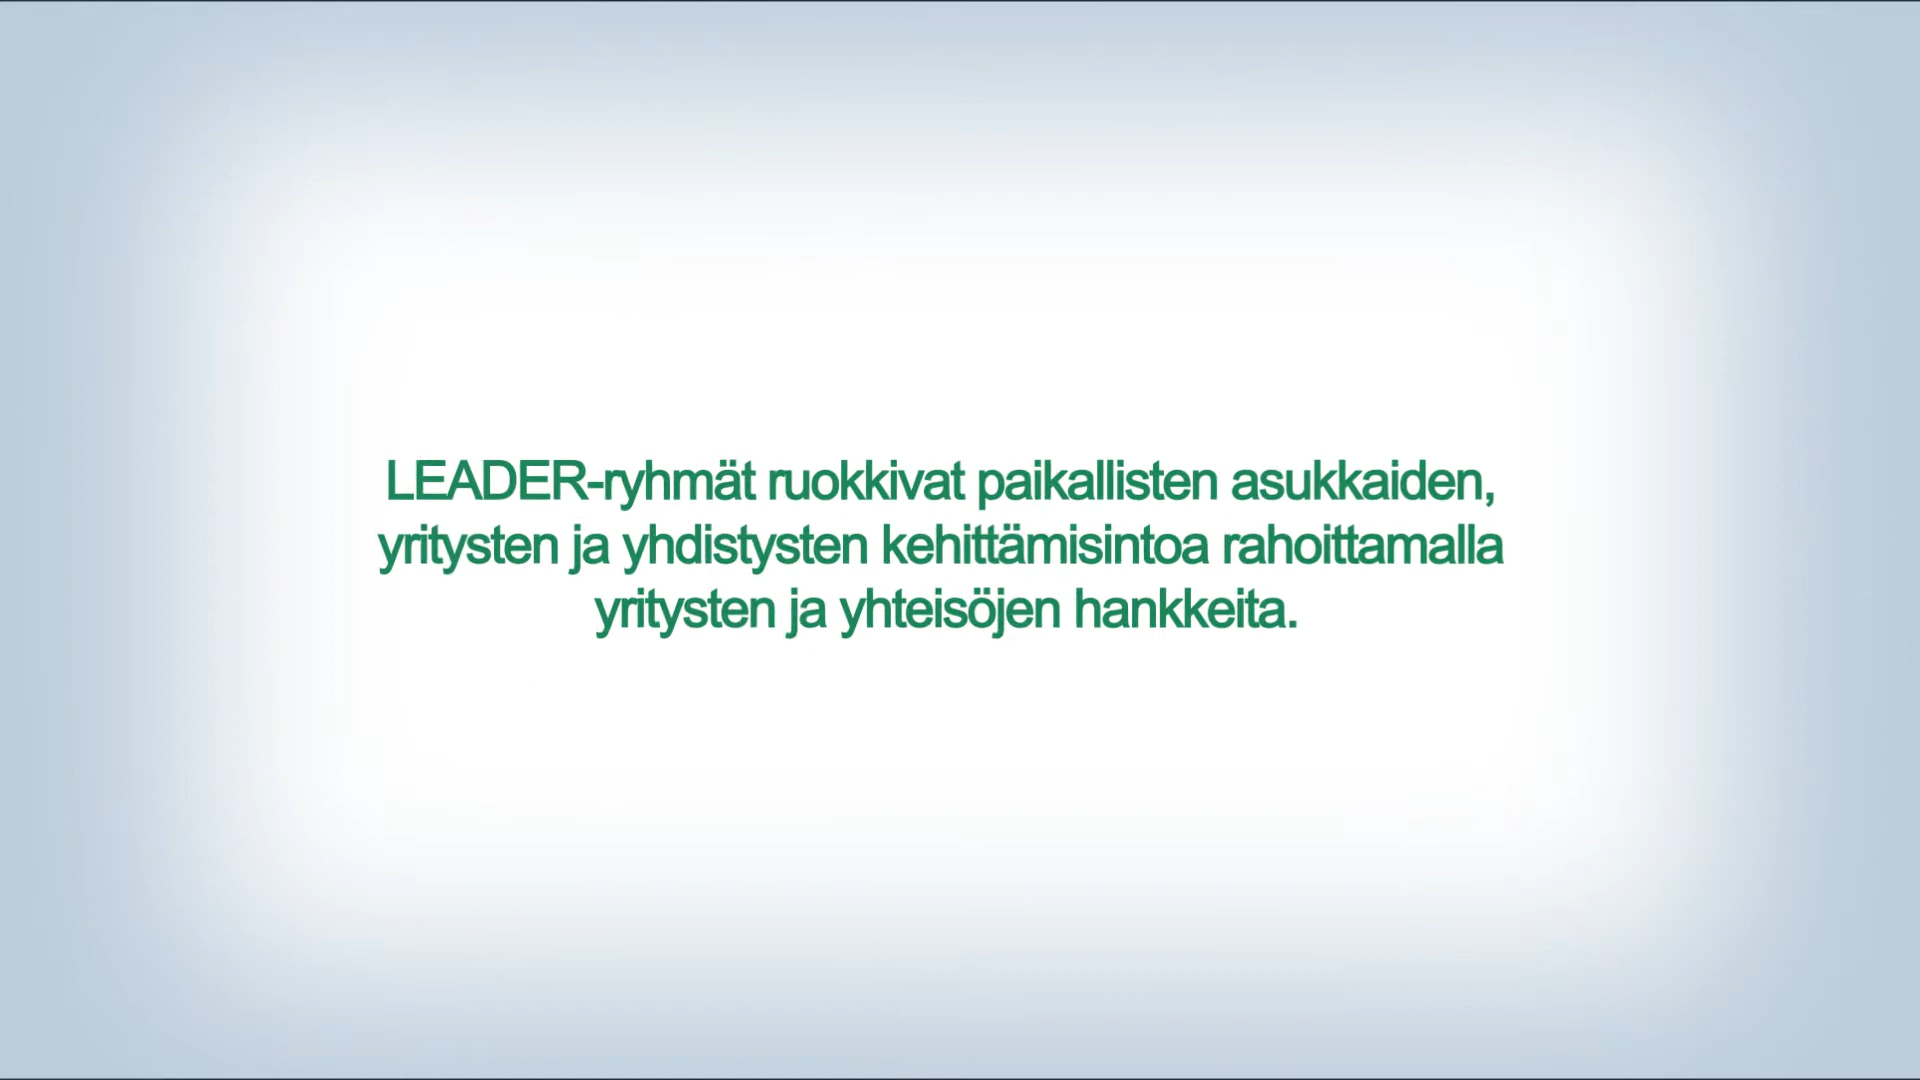 LEADER-ryhmät ruokkivat paikallisten asukkaiden,
yritysten ja yhdistysten kehittämisintoa rahoittamalla
yritysten ja yhteisöjen hankkeita.